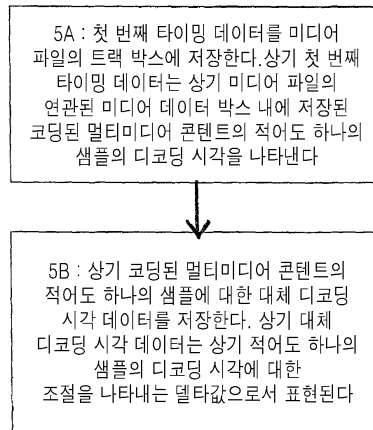 5A : 첫 번째 타이밍 데이터를 미디어
파일의 트랙 박스에 저장한다.상기 첫 번째
타이밍 데이터는 상기 미디어 파일의
연관된 미디어 데이터 박스 내에 저장된
코딩된 멀티미디어 콘텐트의 적어도 하나의
샘플의 디코딩 시각을 나타낸다
5B : 상기 코딩된 멀티미디어 콘텐트의
적어도 하나의 샘플에 대한 대체 디코딩
시각 데이터를 저장한다. 상기 대체
디코딩 시각 데이터는 상기 적어도 하나의
샘플의 디코딩 시각에 대한
조절을 나타내는 델타값으로서 표현된다